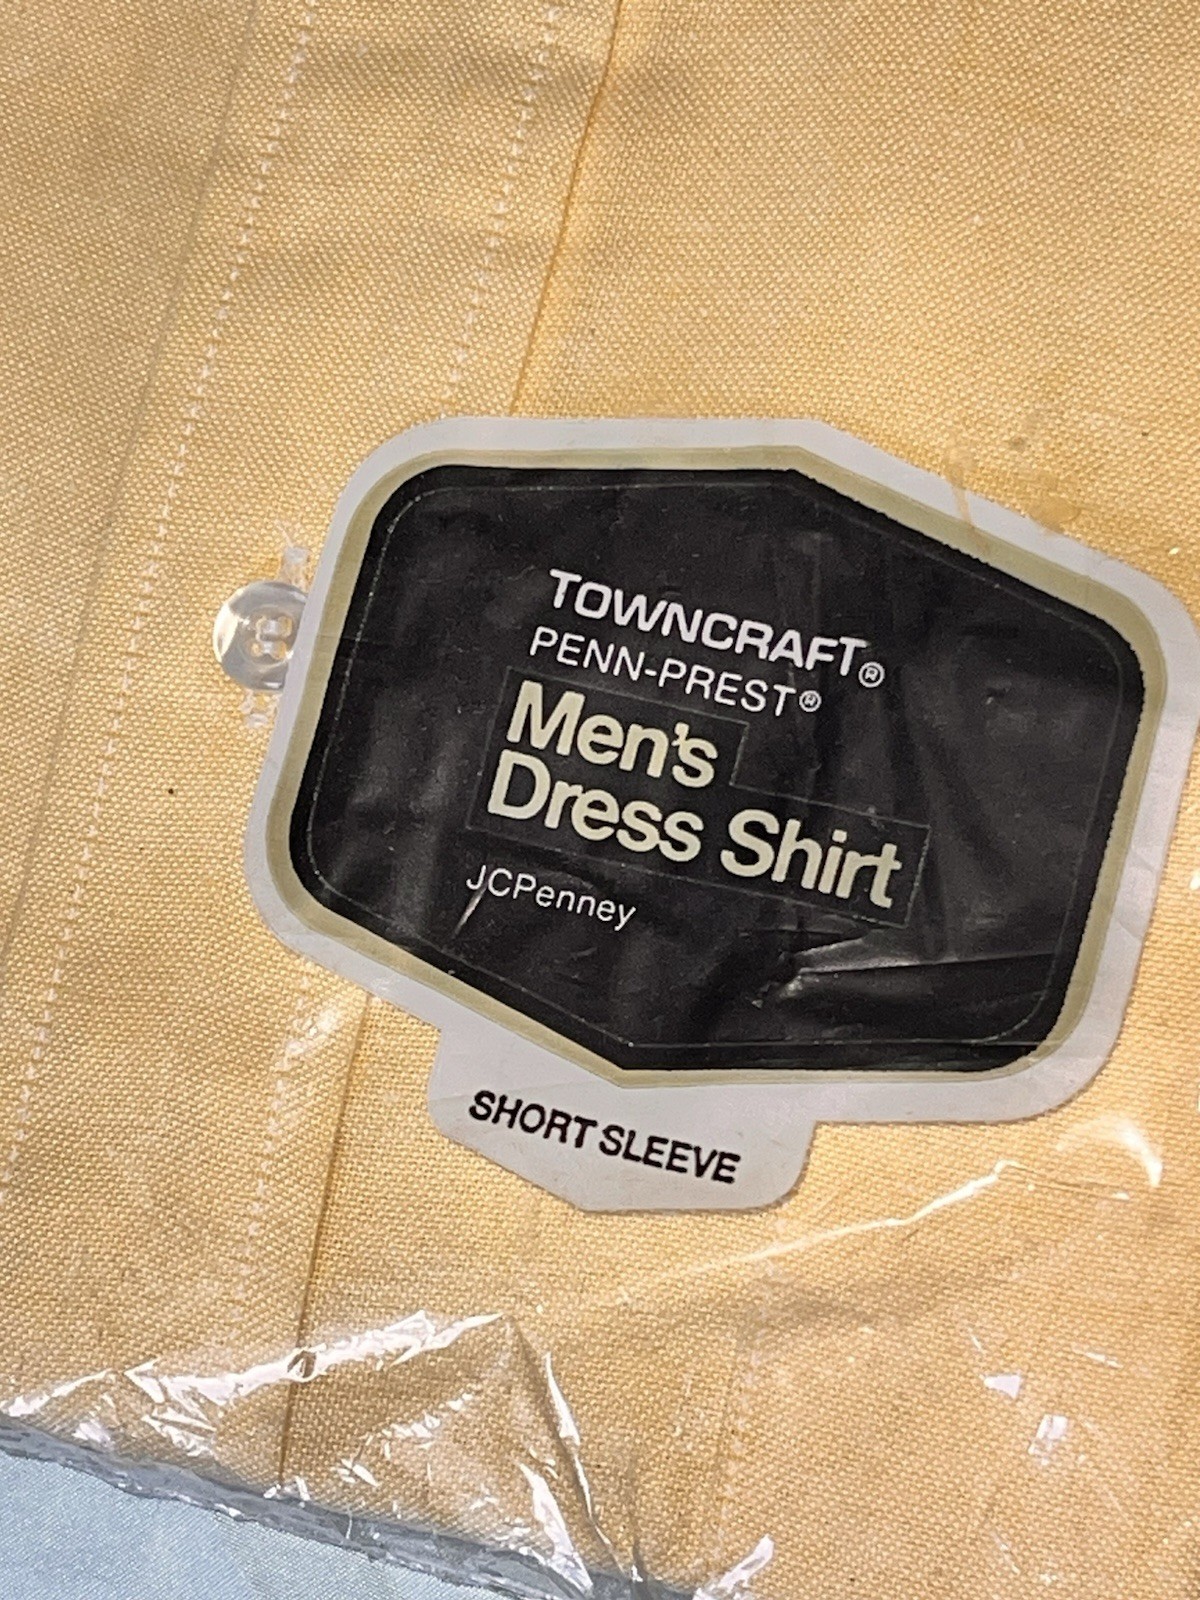 TOWNCRAFT®
PENN-PREST®
Men's
Dress Shirt
JCPenney
SHORT SLEEVE